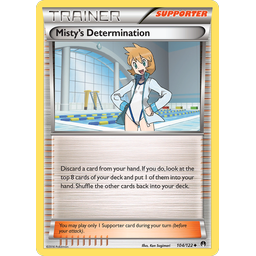 TRAINER SUPPORTER
Misty's Determination
Discard a card from your hand. If you do, look at the
top 8 cards of your deck and put 1 of them into your
hand. Shuffle the other cards back into your deck.
You may play only 1 Supporter card during your turn (before
your attack).
Illus. Ken Sugimori 104/122